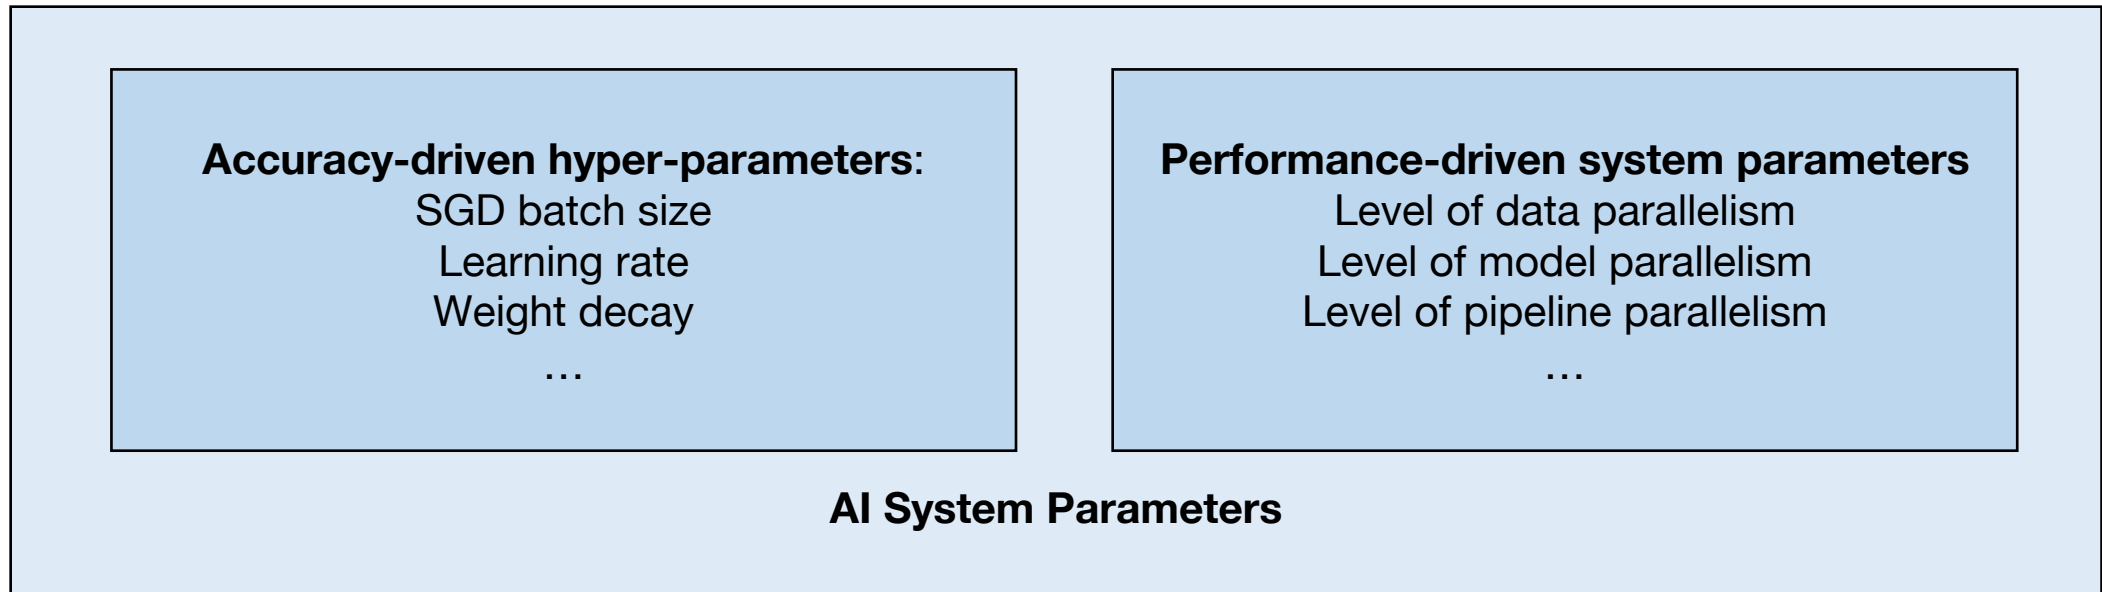 Accuracy-driven hyper-parameters:
SGD batch size
Learning rate
Weight decay
…
Performance-driven system parameters
Level of data parallelism
Level of model parallelism
Level of pipeline parallelism
…
AI System Parameters